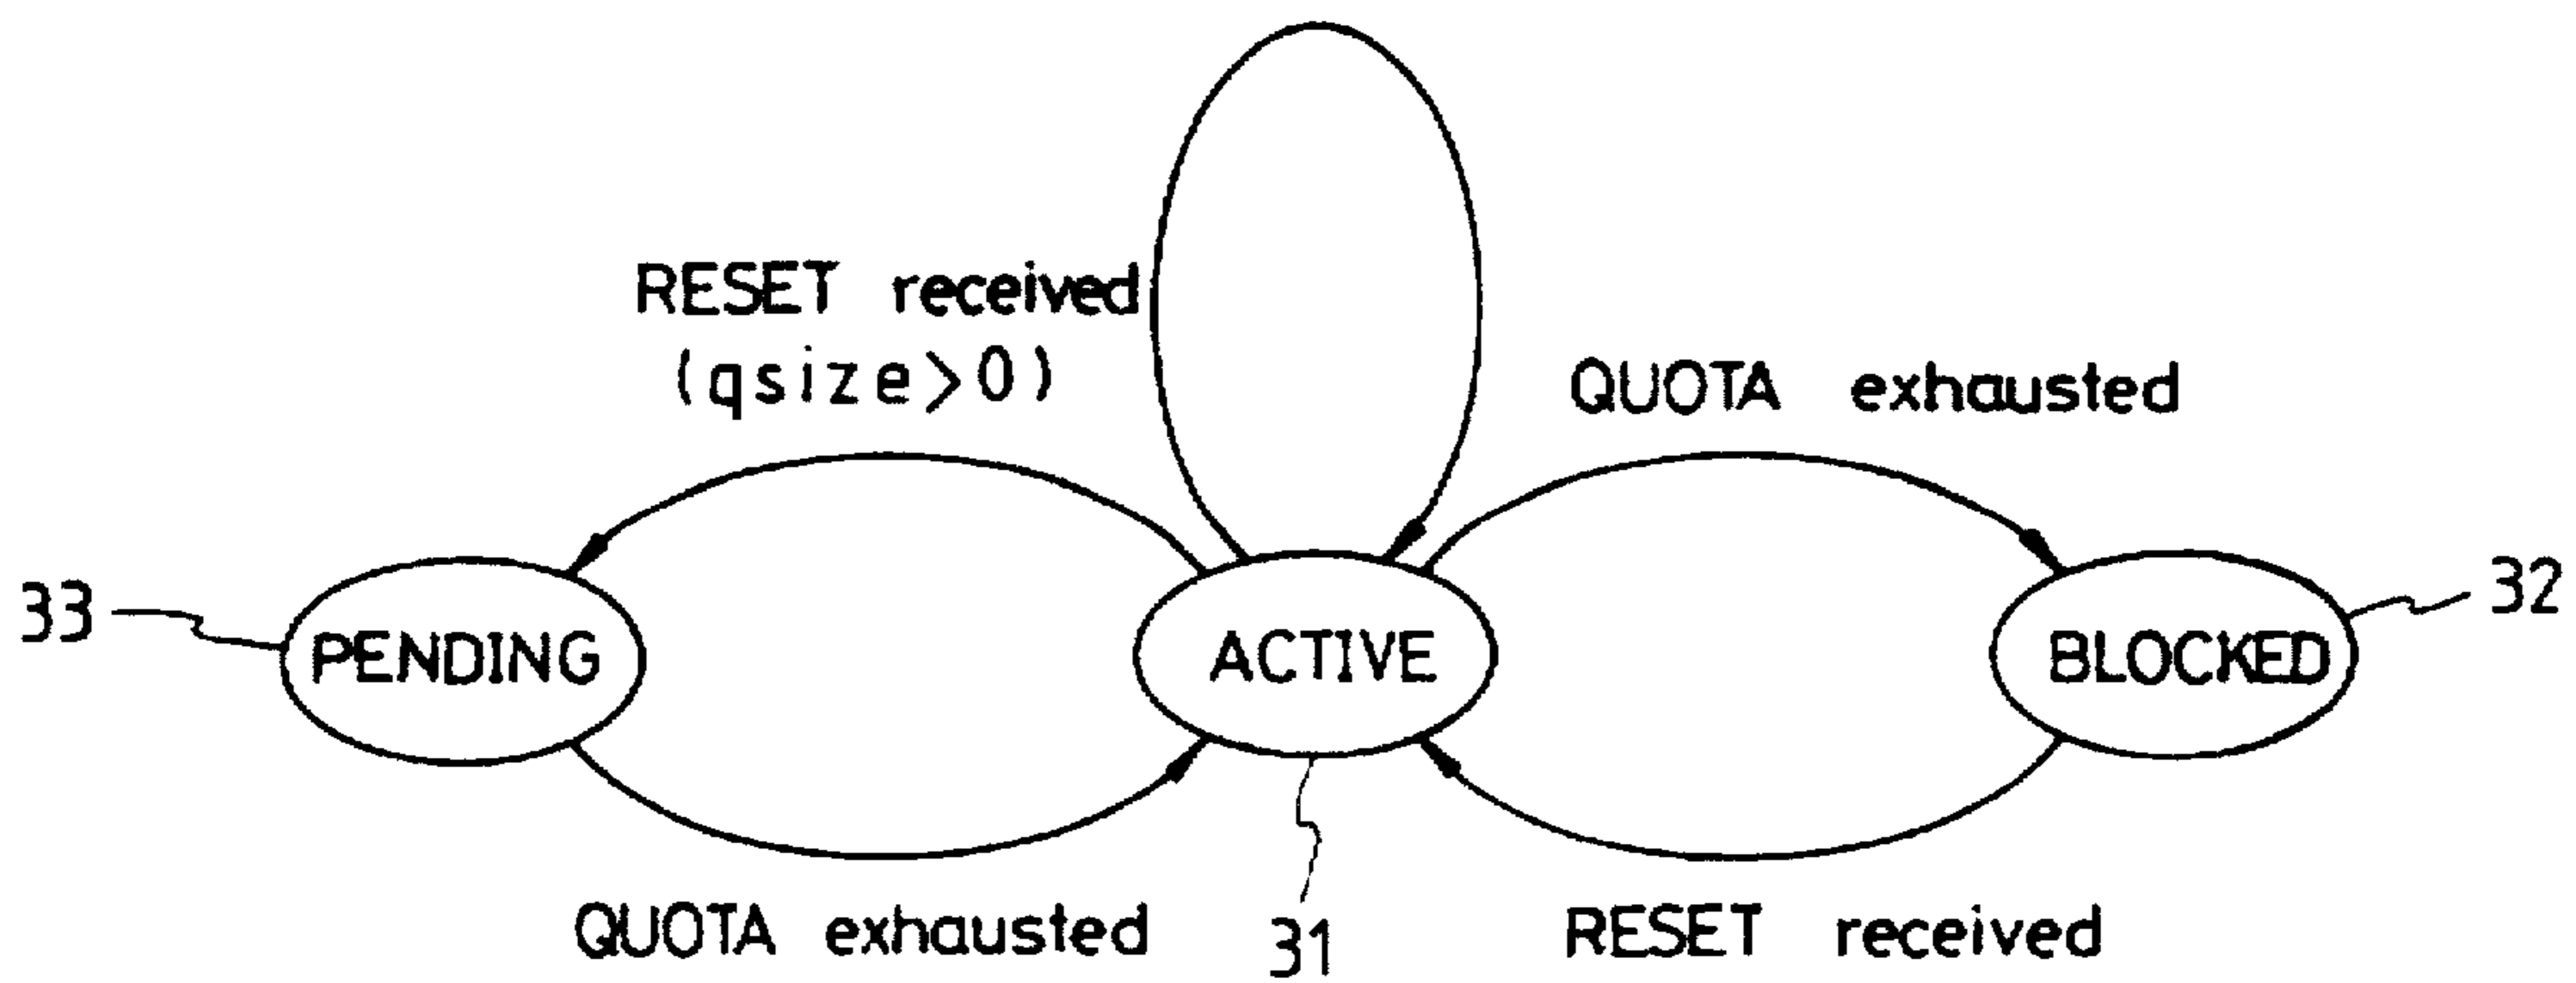 RESET received
(qsize>0)
QUOTA exhausted
33
PENDING
ACTIVE
BLOCKED
32
QUOTA exhausted
31
RESET received